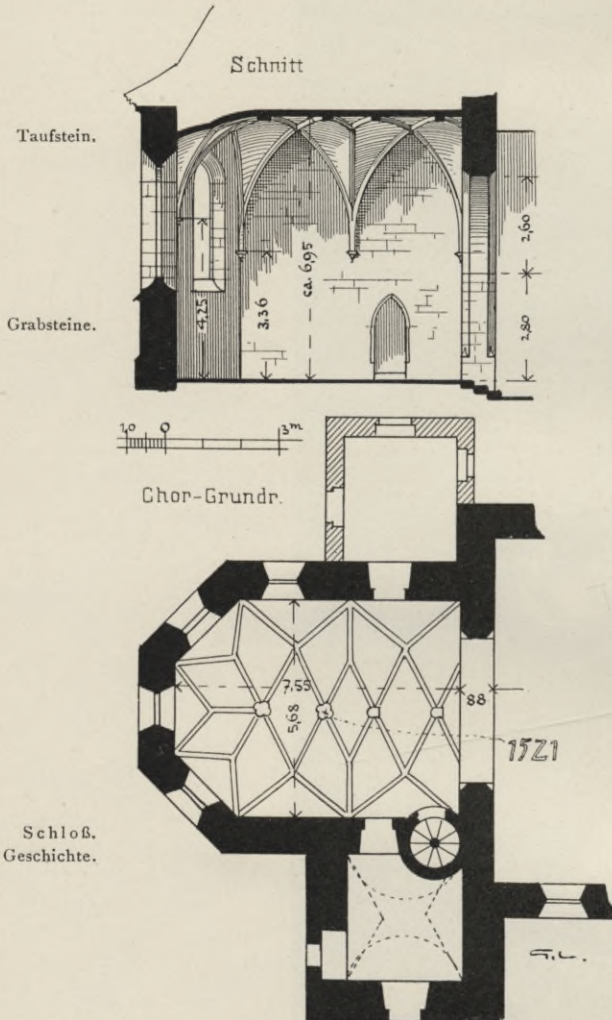 Schnitt
Taufstein.
Grabsteine.
4,25
3,36
ca. 6,95
2,60
2,80
1,0 0 3m
Chor-Grundr.
7,55
5,68
88
1521
Schloß.
Geschichte.
G.L.